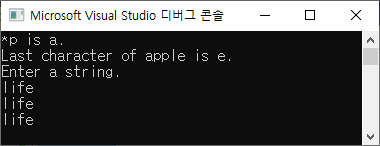 Microsoft Visual Studio 디버그 콘솔
*p is a.
Last character of apple is e.
Enter a string.
life
life
life